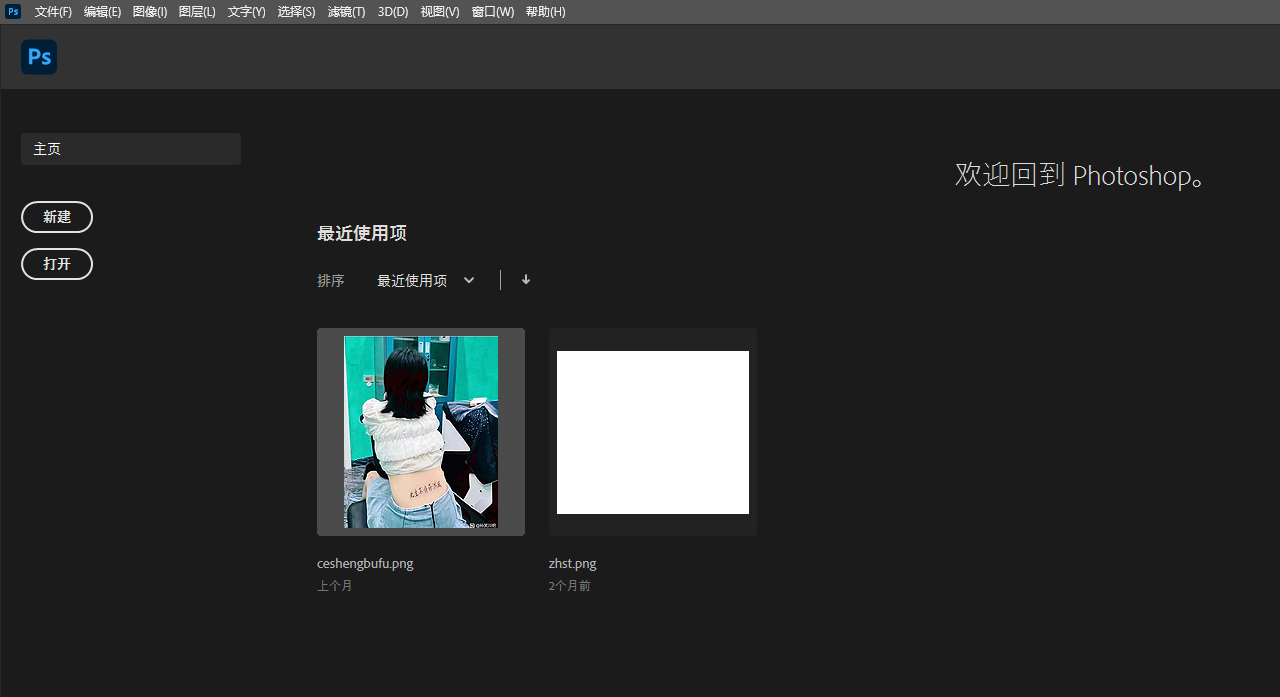 Ps 文件(F) 编辑(E) 图像(I) 图层(L) 文字(Y) 选择(S) 滤镜(T) 3D(D) 视图(V) 窗口(W) 帮助(H)
Ps
主页
欢迎回到 Photoshop。
新建
打开
最近使用项
排序 最近使用项
ceshengbufu.png
上个月
zhst.png
2个月前